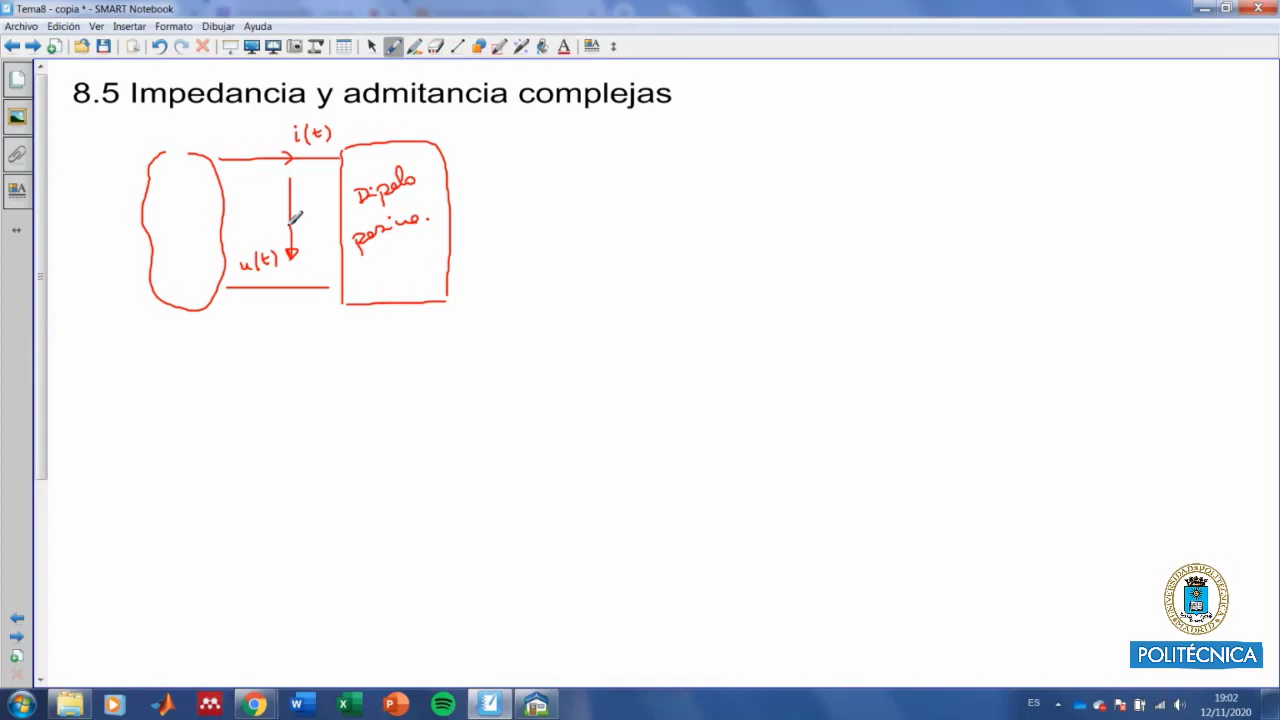 Tema8 - copia * - SMART Notebook
Archivo Edición Ver Insertar Formato Dibujar Ayuda
8.5 Impedancia y admitancia complejas
i(t)
Dipolo
pasivo.
u(t)
POLITÉCNICA
ES
19:02
12/11/2020